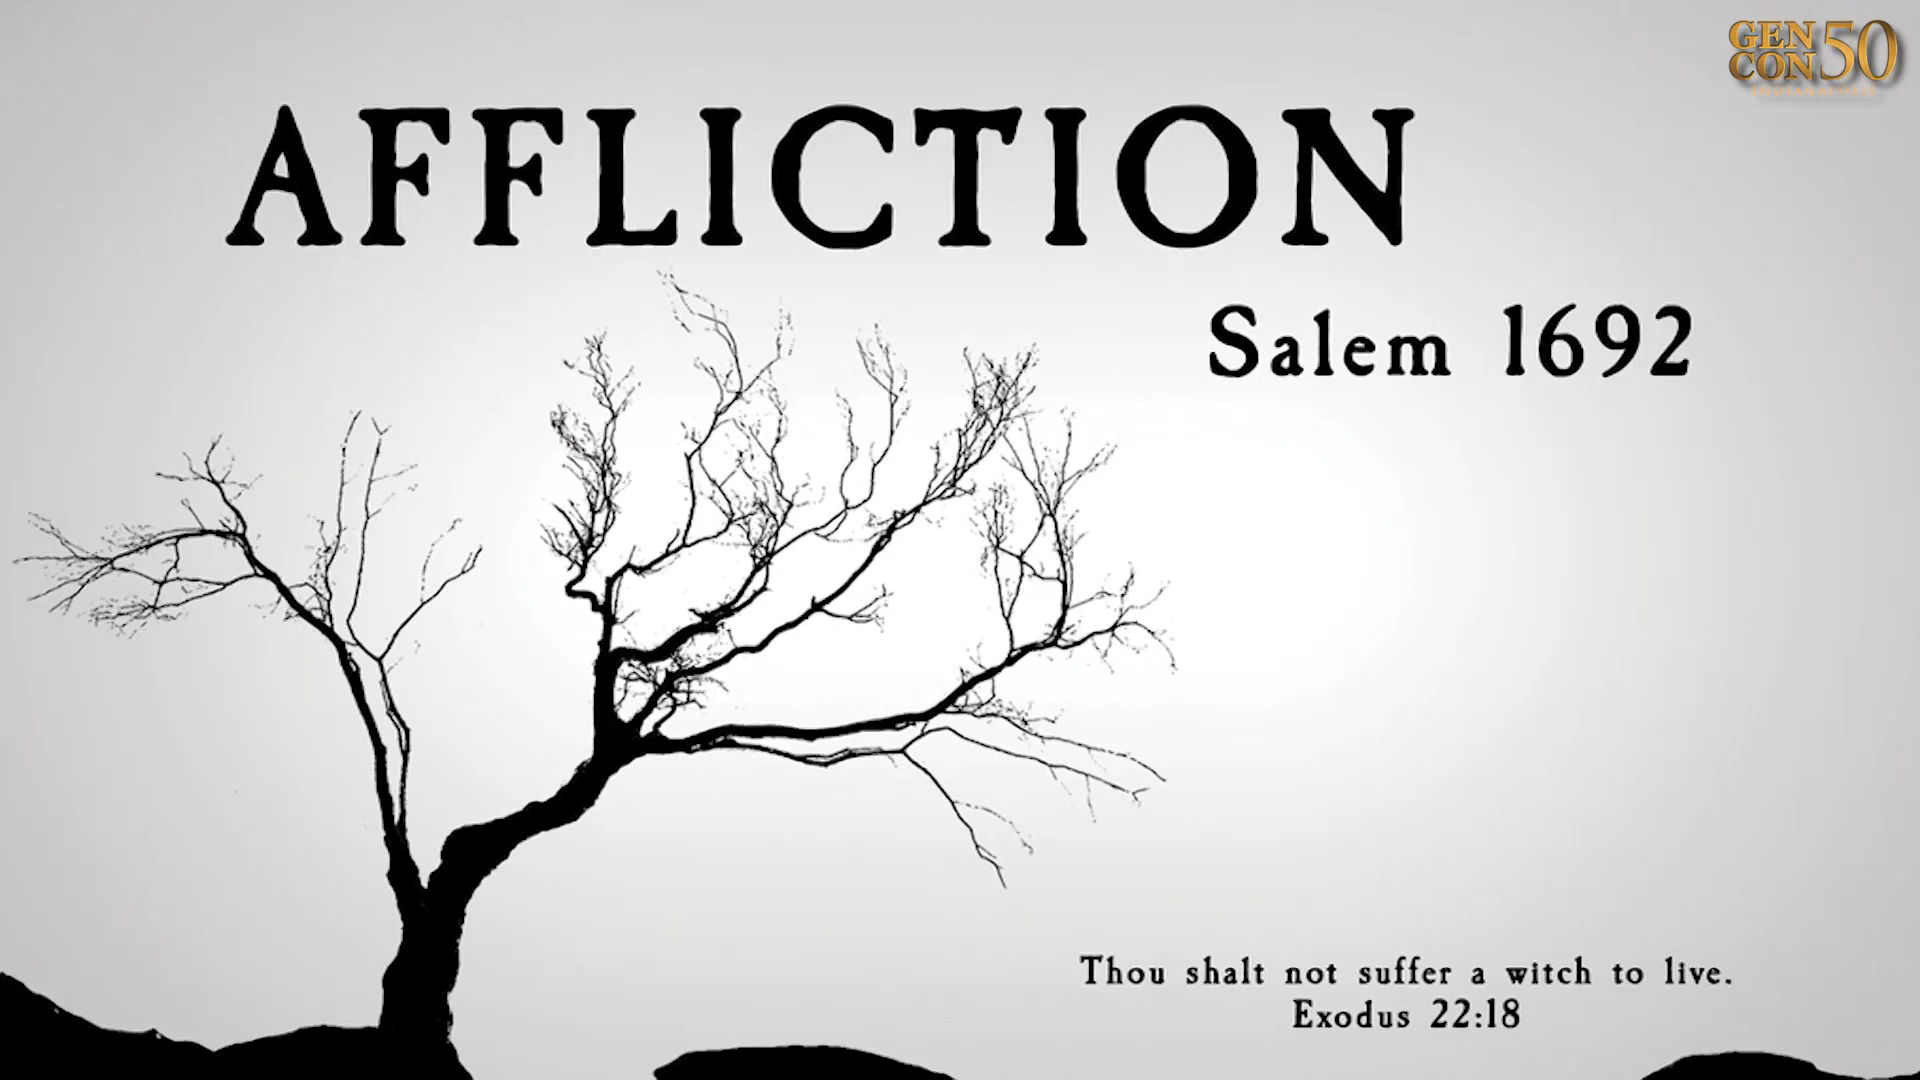 GEN
CON 50
AFFLICTION
Salem 1692
Thou shalt not suffer a witch to live.
Exodus 22:18